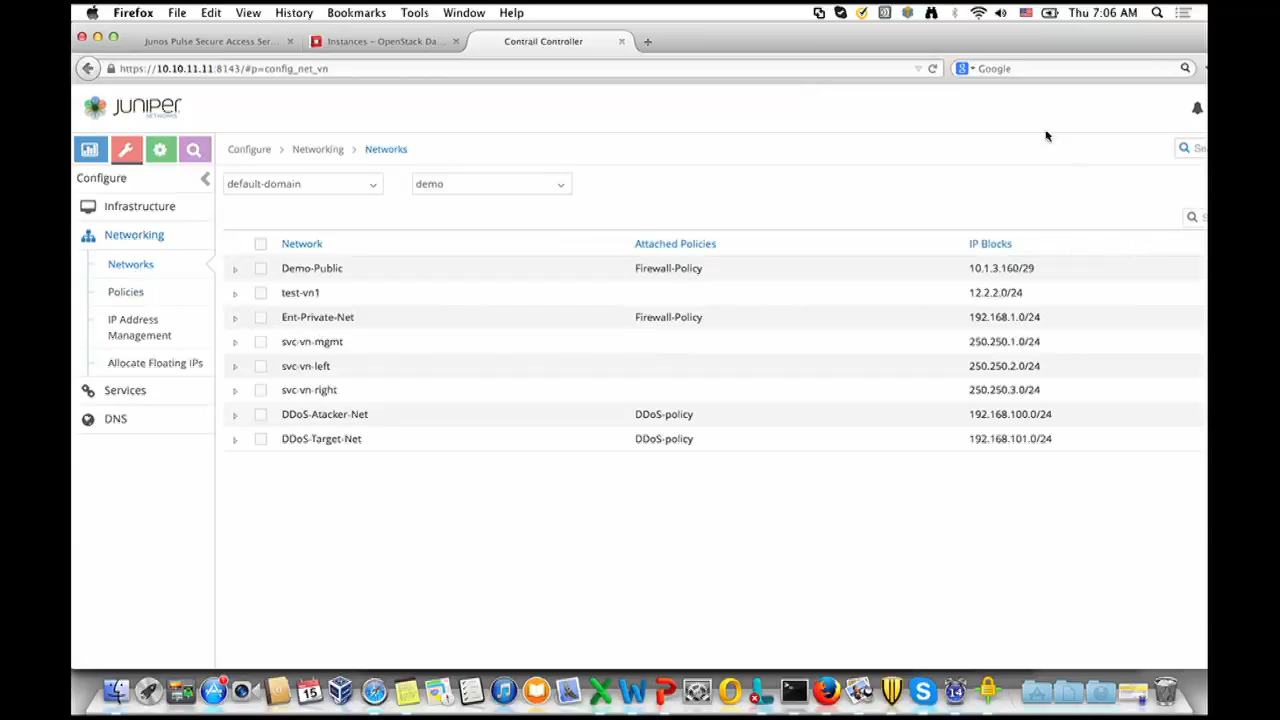 Firefox File Edit View History Bookmarks Tools Window Help Thu 7:06 AM
Junos Pulse Secure Access Ser... Instances - OpenStack Da... Contrail Controller
https://10.10.11.11:8143/#p=config_net_vn Google
JUNIPER
NETWORKS
Configure > Networking > Networks
Configure
default-domain demo
Infrastructure
Networking
Networks
Policies
IP Address
Management
Allocate Floating IPs
Services
DNS
Network Attached Policies IP Blocks
Demo-Public Firewall-Policy 10.1.3.160/29
test-vn1 12.2.2.0/24
Ent-Private-Net Firewall-Policy 192.168.1.0/24
svc-vn-mgmt 250.250.1.0/24
svc-vn-left 250.250.2.0/24
svc-vn-right 250.250.3.0/24
DDoS-Atacker-Net DDoS-policy 192.168.100.0/24
DDoS-Target-Net DDoS-policy 192.168.101.0/24
15
14